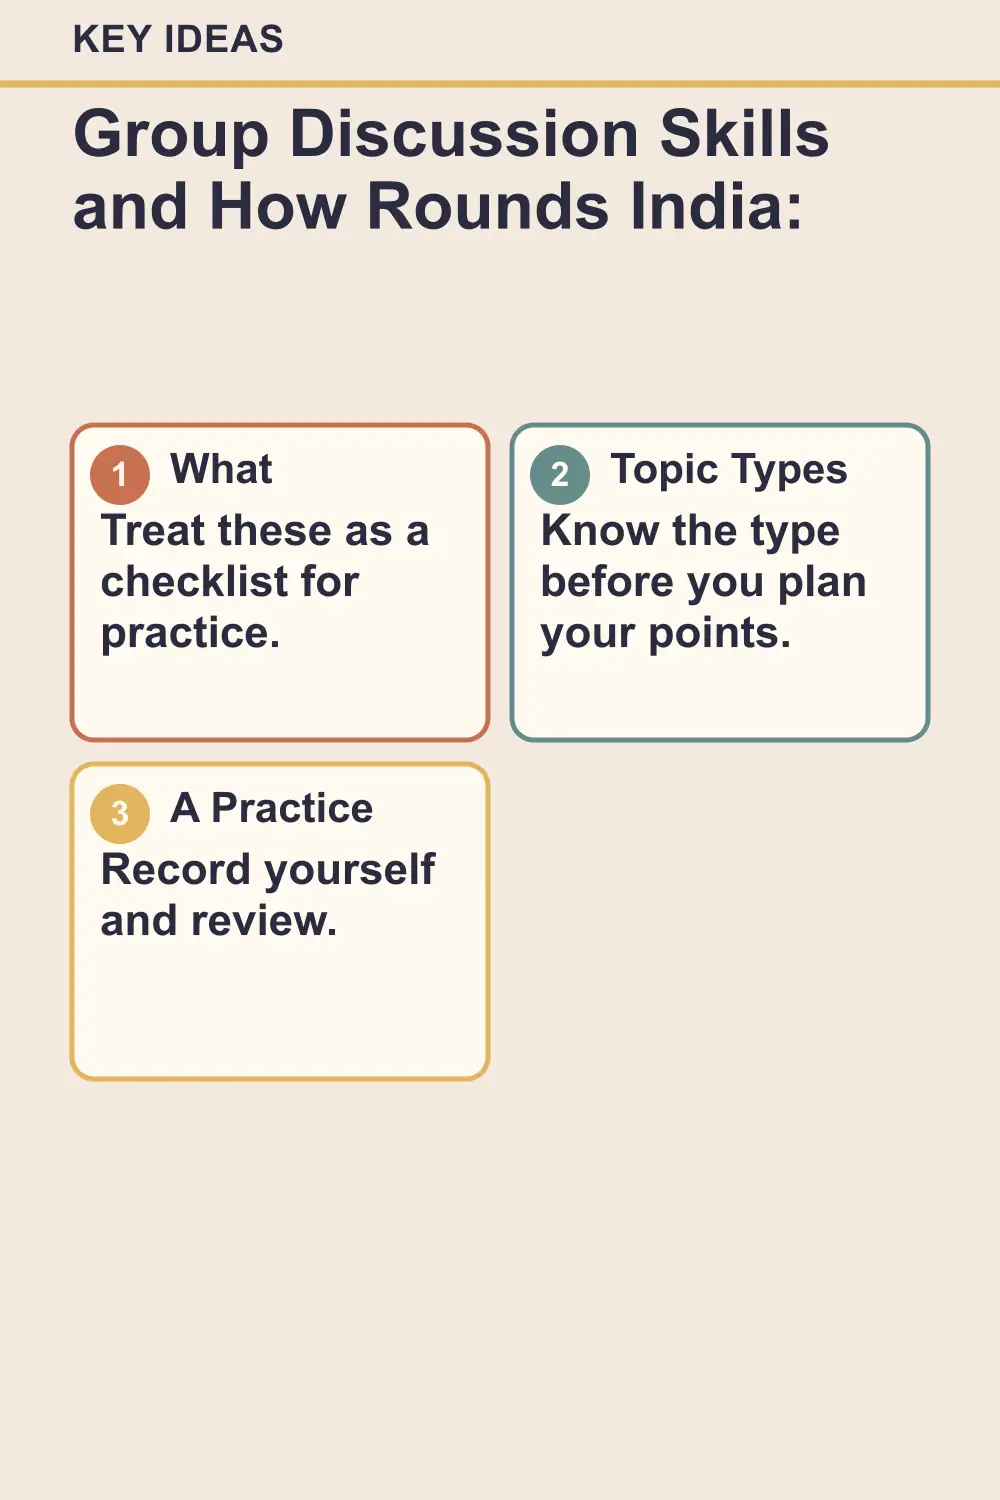 KEY IDEAS
Group Discussion Skills
and How Rounds India:
1 What
Treat these as a
checklist for
practice.
2 Topic Types
Know the type
before you plan
your points.
3 A Practice
Record yourself
and review.